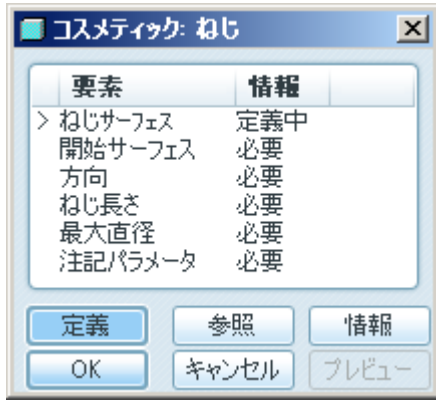 コスメティック: ねじ
要素 情報
> ねじサーフェス 定義中
開始サーフェス 必要
方向 必要
ねじ長さ 必要
最大直径 必要
注記パラメータ 必要
定義 参照 情報
OK キャンセル プレビュー